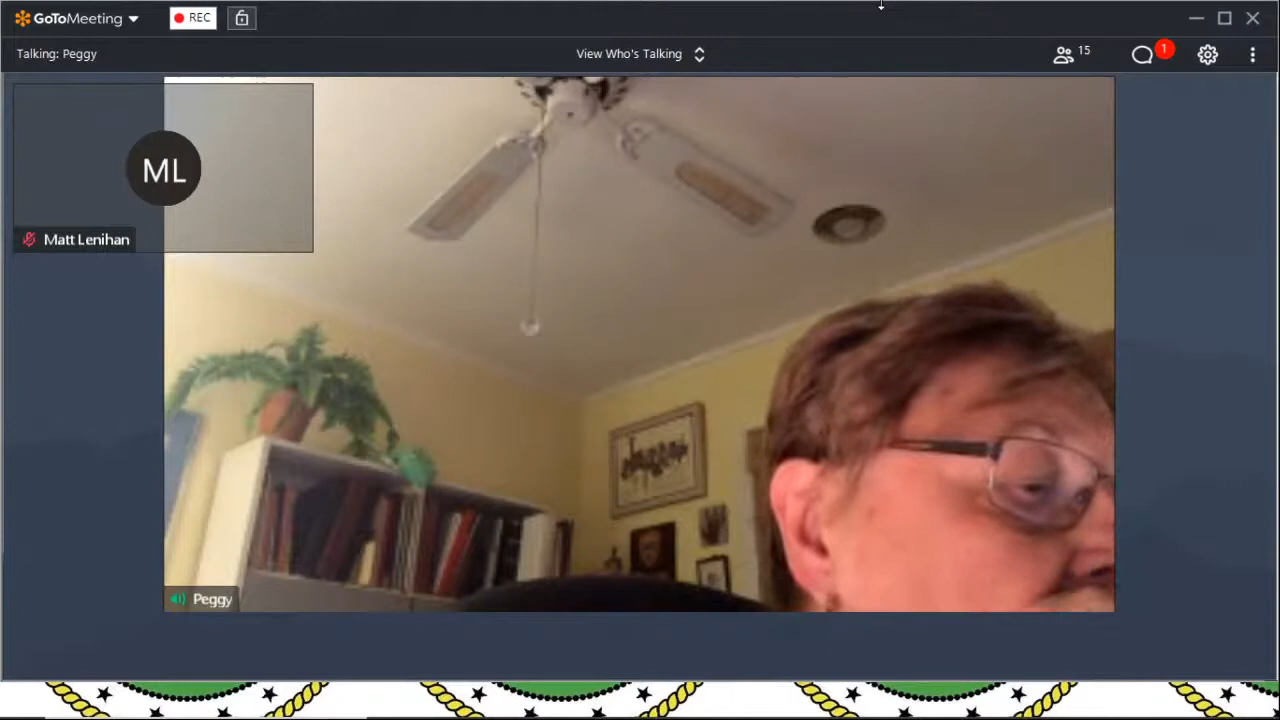 GoToMeeting
REC
Talking: Peggy
View Who's Talking
15
1
ML
Matt Lenihan
Peggy